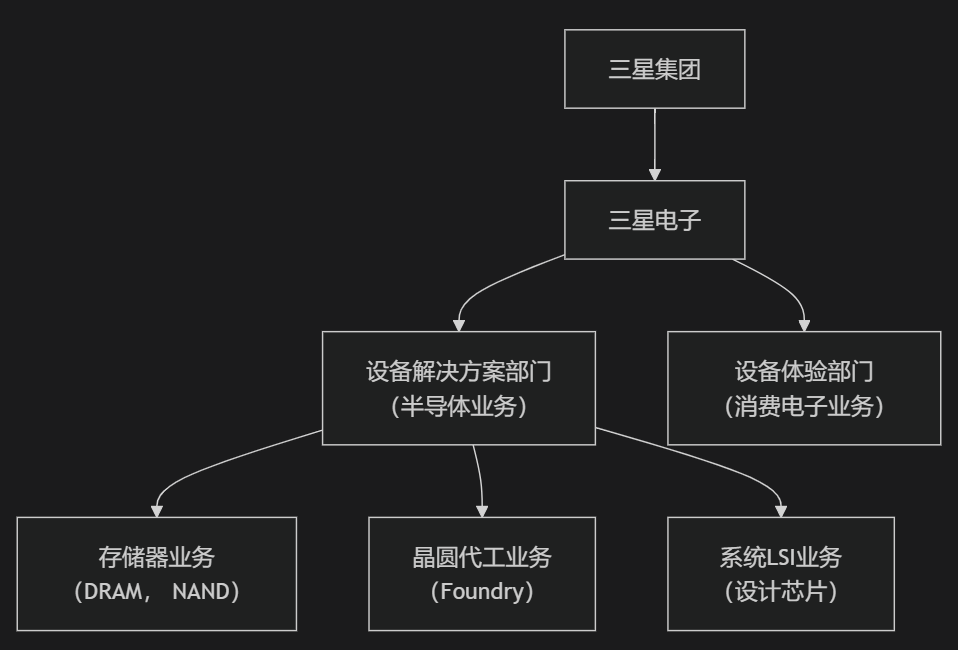 三星集团
三星电子
设备解决方案部门
（半导体业务）
设备体验部门
（消费电子业务）
存储器业务
（DRAM， NAND）
晶圆代工业务
（Foundry）
系统LSI业务
（设计芯片）